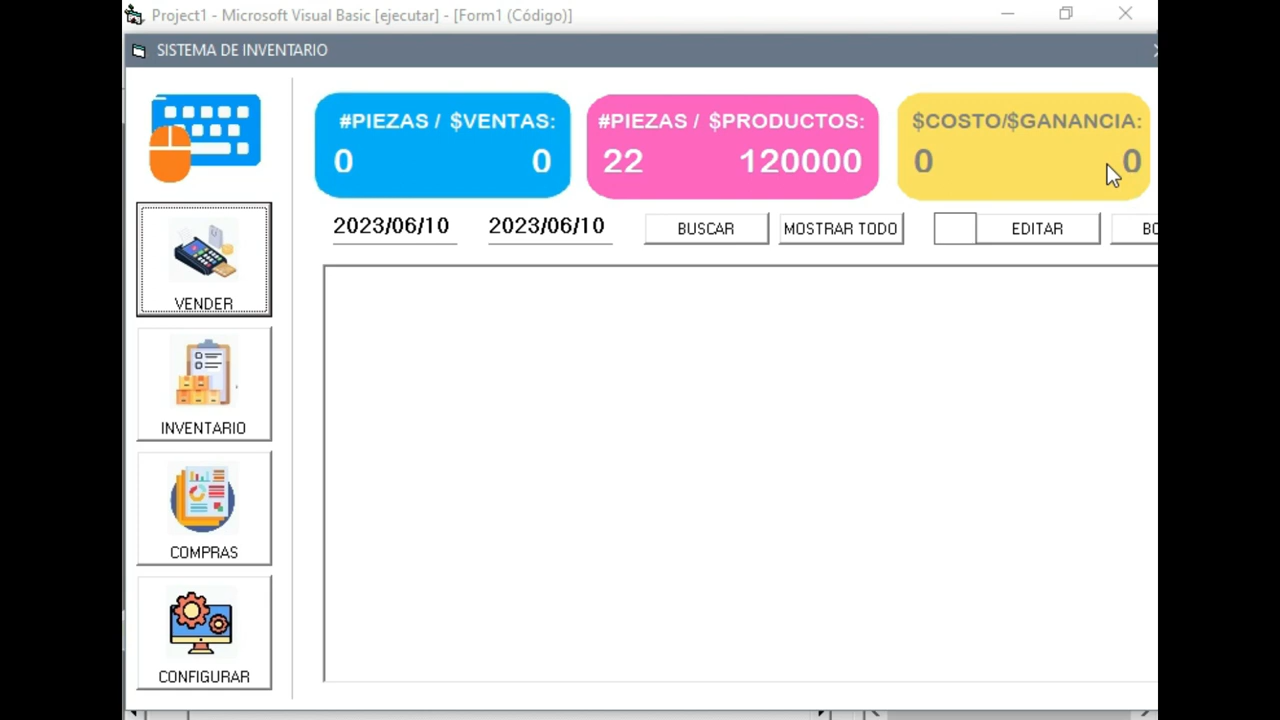 Project1 - Microsoft Visual Basic [ejecutar] - [Form1 (Código)]
SISTEMA DE INVENTARIO
#PIEZAS / $VENTAS:
0 0
#PIEZAS / $PRODUCTOS:
22 120000
$COSTO/$GANANCIA:
0 0
2023/06/10 2023/06/10 BUSCAR MOSTRAR TODO EDITAR BO
VENDER
INVENTARIO
COMPRAS
CONFIGURAR